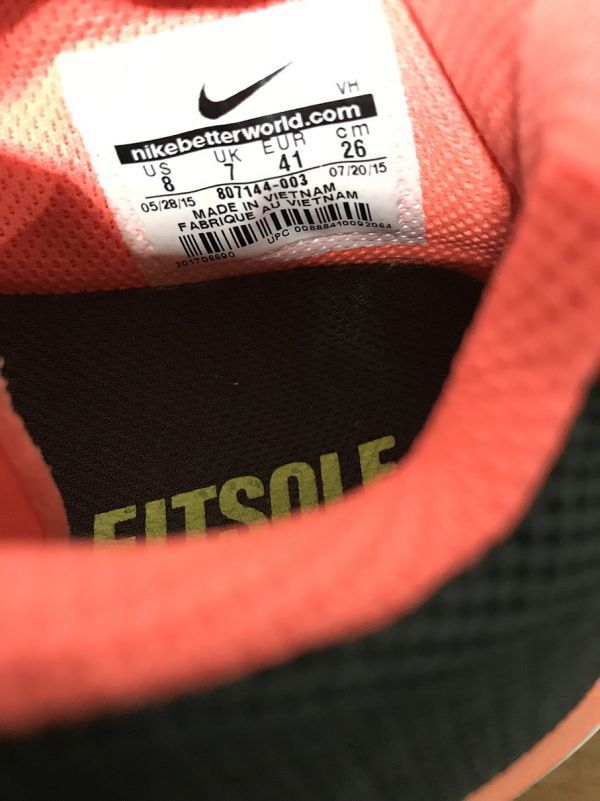 VH
nikebetterworld.com
US UK EUR cm
8 7 41 26
05/28/15 807144-003 07/20/15
MADE IN VIETNAM
FABRIQUE AU VIETNAM
201706690 UPC 00888410092064
FITSOLE